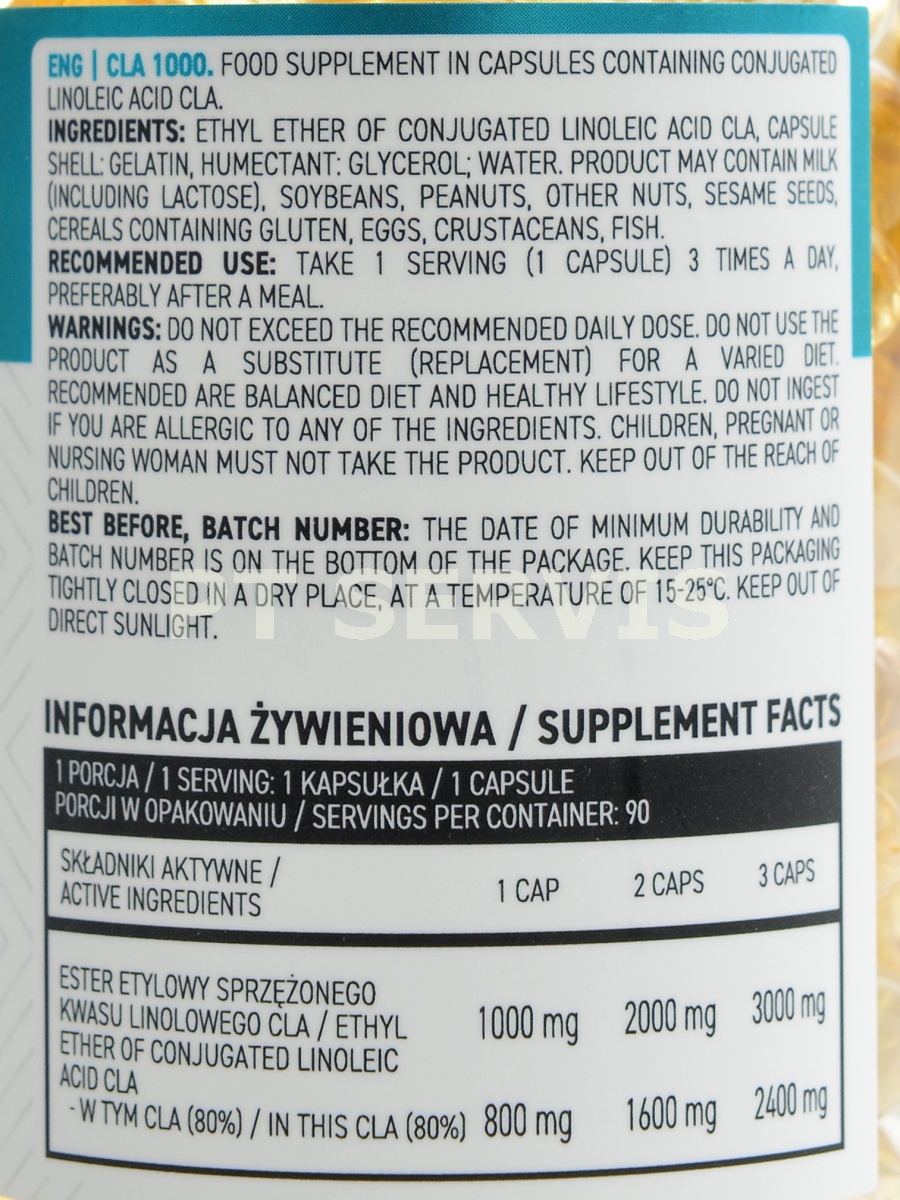 ENG | CLA 1000. FOOD SUPPLEMENT IN CAPSULES CONTAINING CONJUGATED
LINOLEIC ACID CLA.
INGREDIENTS: ETHYL ETHER OF CONJUGATED LINOLEIC ACID CLA, CAPSULE
SHELL: GELATIN, HUMECTANT: GLYCEROL; WATER. PRODUCT MAY CONTAIN MILK
(INCLUDING LACTOSE), SOYBEANS, PEANUTS, OTHER NUTS, SESAME SEEDS,
CEREALS CONTAINING GLUTEN, EGGS, CRUSTACEANS, FISH.
RECOMMENDED USE: TAKE 1 SERVING (1 CAPSULE) 3 TIMES A DAY,
PREFERABLY AFTER A MEAL.
WARNINGS: DO NOT EXCEED THE RECOMMENDED DAILY DOSE. DO NOT USE THE
PRODUCT AS A SUBSTITUTE (REPLACEMENT) FOR A VARIED DIET.
RECOMMENDED ARE BALANCED DIET AND HEALTHY LIFESTYLE. DO NOT INGEST
IF YOU ARE ALLERGIC TO ANY OF THE INGREDIENTS. CHILDREN, PREGNANT OR
NURSING WOMAN MUST NOT TAKE THE PRODUCT. KEEP OUT OF THE REACH OF
CHILDREN.
BEST BEFORE, BATCH NUMBER: THE DATE OF MINIMUM DURABILITY AND
BATCH NUMBER IS ON THE BOTTOM OF THE PACKAGE. KEEP THIS PACKAGING
TIGHTLY CLOSED IN A DRY PLACE, AT A TEMPERATURE OF 15-25°C. KEEP OUT OF
DIRECT SUNLIGHT.
PT SERVIS
INFORMACJA ŻYWIENIOWA / SUPPLEMENT FACTS
1 PORCJA / 1 SERVING: 1 KAPSUŁKA / 1 CAPSULE
PORCJI W OPAKOWANIU / SERVINGS PER CONTAINER: 90
SKŁADNIKI AKTYWNE /
ACTIVE INGREDIENTS 1 CAP 2 CAPS 3 CAPS
ESTER ETYLOWY SPRZĘŻONEGO
KWASU LINOLOWEGO CLA / ETHYL 1000 mg 2000 mg 3000 mg
ETHER OF CONJUGATED LINOLEIC
ACID CLA
- W TYM CLA (80%) / IN THIS CLA (80%) 800 mg 1600 mg 2400 mg